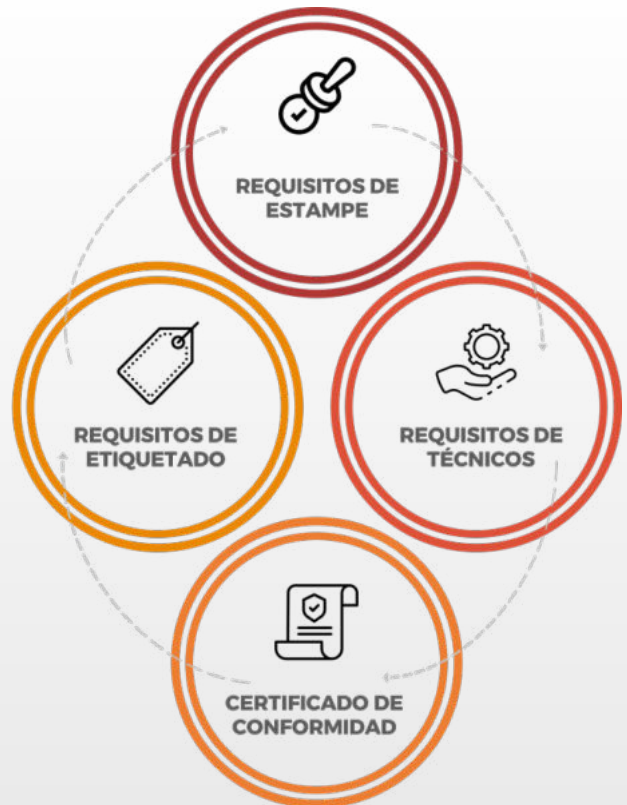 REQUISITOS DE
ESTAMPE
REQUISITOS DE
ETIQUETADO
REQUISITOS DE
TÉCNICOS
CERTIFICADO DE
CONFORMIDAD